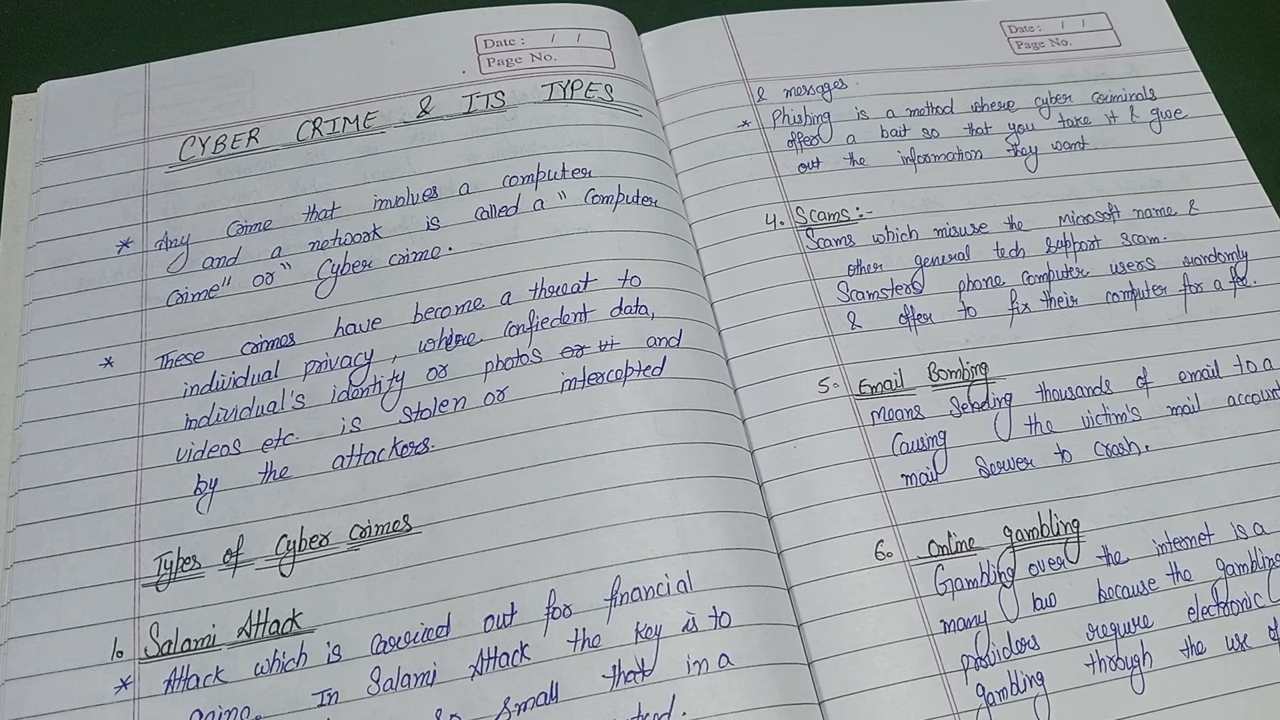 Date : / /
Page No.
CYBER CRIME & ITS TYPES
* Any crime that involves a computer
and a network is called a " Computer
crime" or " Cyber crime.
* These crimes have become a threat to
individual privacy, where confiedent data,
individual's identity or photos or vi and
videos etc. is stolen or intercepted
by the attackers.
Types of Cyber crimes
1. Salami Attack
* Attack which is carried out for financial
In Salami Attack the key is to
small that in a
Date : / /
Page No.
& messages.
* Phishing is a method where cyber criminals
offer a bait so that you take it & give
out the information they want
4. Scams :-
Scams which misuse the Microsoft name &
other general tech support scam.
Scamsters phone computer users randomly
& offer to fix their computer for a fee.
5. Email Bombing
means sending thousands of email to a
causing the victim's mail account
mail server to crash.
6. Online gambling
Gambling over the internet is a
many law because the gambling
providers require electronic
gambling through the use of